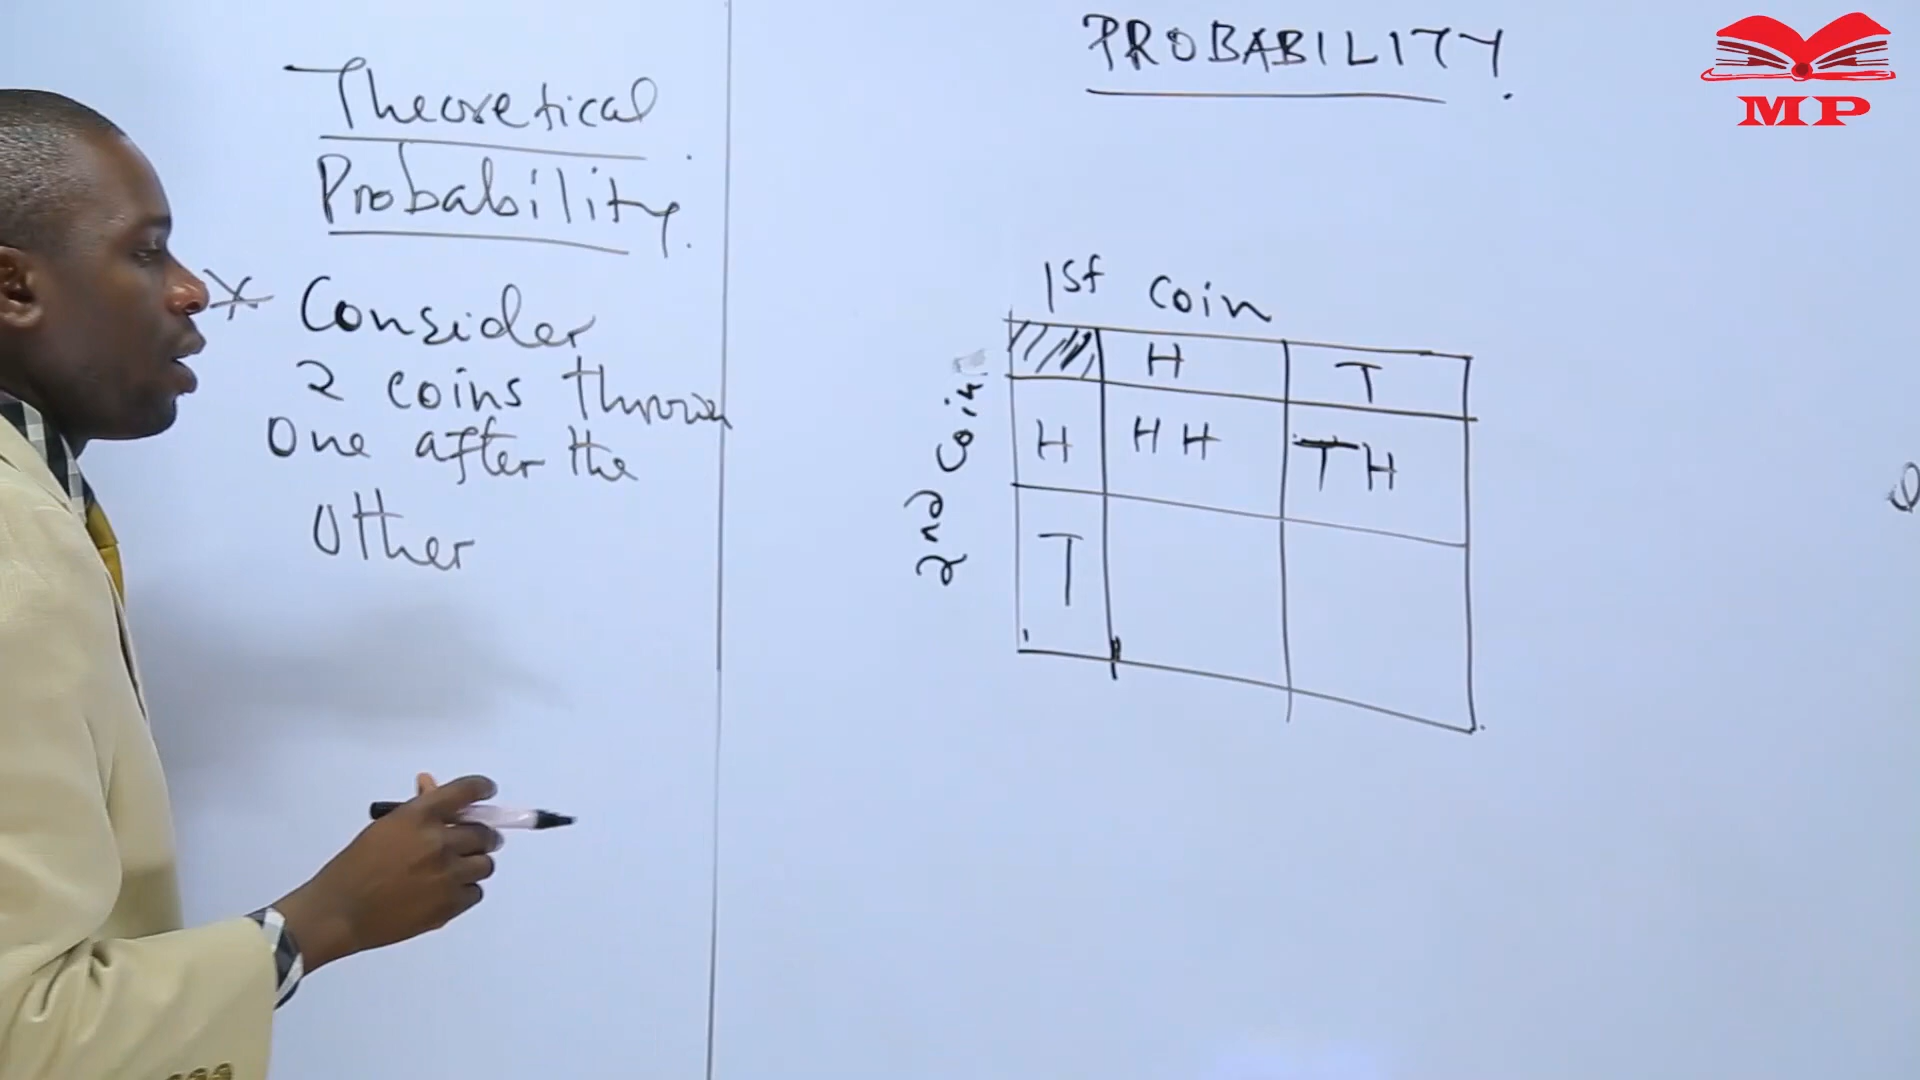 Theoretical
Probability.
* Consider
2 coins thrown
One after the
Other
PROBABILITY.
1st coin
2nd coin
H T
H HH TH
T
MP